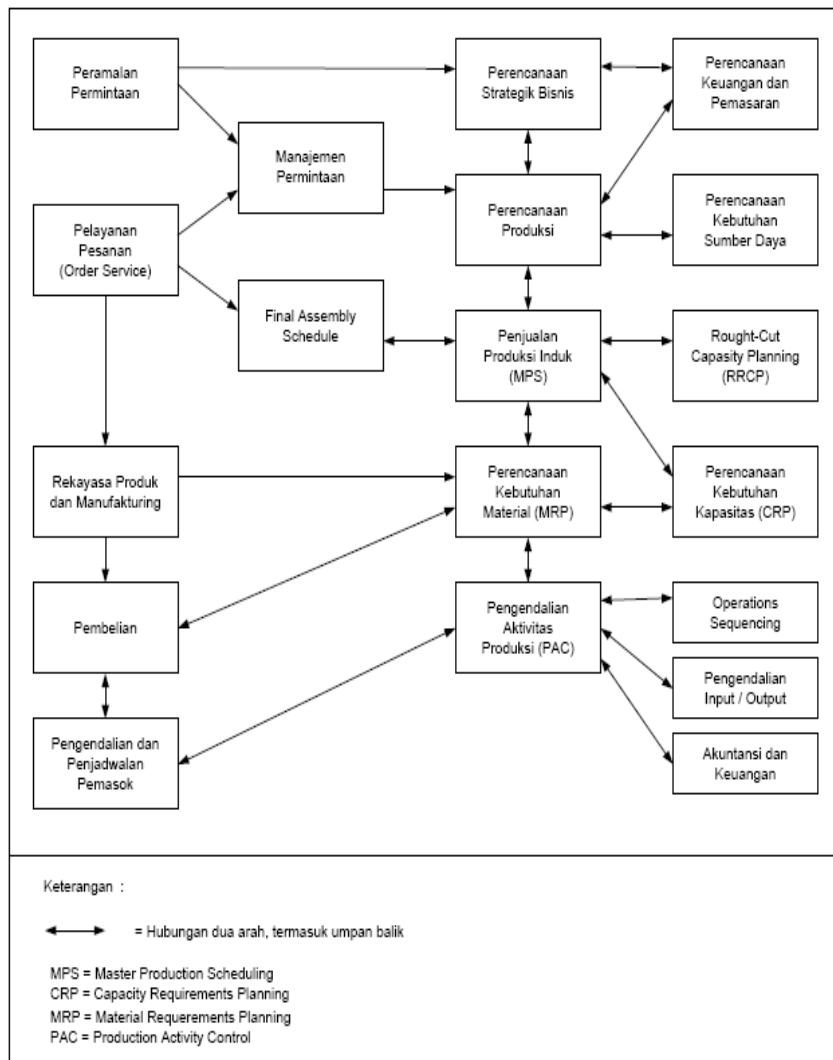 Peramalan
Permintaan
Perencanaan
Strategik Bisnis
Perencanaan
Keuangan dan
Pemasaran
Manajemen
Permintaan
Pelayanan
Pesanan
(Order Service)
Perencanaan
Produksi
Perencanaan
Kebutuhan
Sumber Daya
Final Assembly
Schedule
Penjualan
Produksi Induk
(MPS)
Rought-Cut
Capasity Planning
(RRCP)
Rekayasa Produk
dan Manufakturing
Perencanaan
Kebutuhan
Material (MRP)
Perencanaan
Kebutuhan
Kapasitas (CRP)
Pembelian
Pengendalian
Aktivitas
Produksi (PAC)
Operations
Sequencing
Pengendalian
Input / Output
Pengendalian dan
Penjadwalan
Pemasok
Akuntansi dan
Keuangan
Keterangan :
= Hubungan dua arah, termasuk umpan balik
MPS = Master Production Scheduling
CRP = Capacity Requirements Planning
MRP = Material Requerements Planning
PAC = Production Activity Control